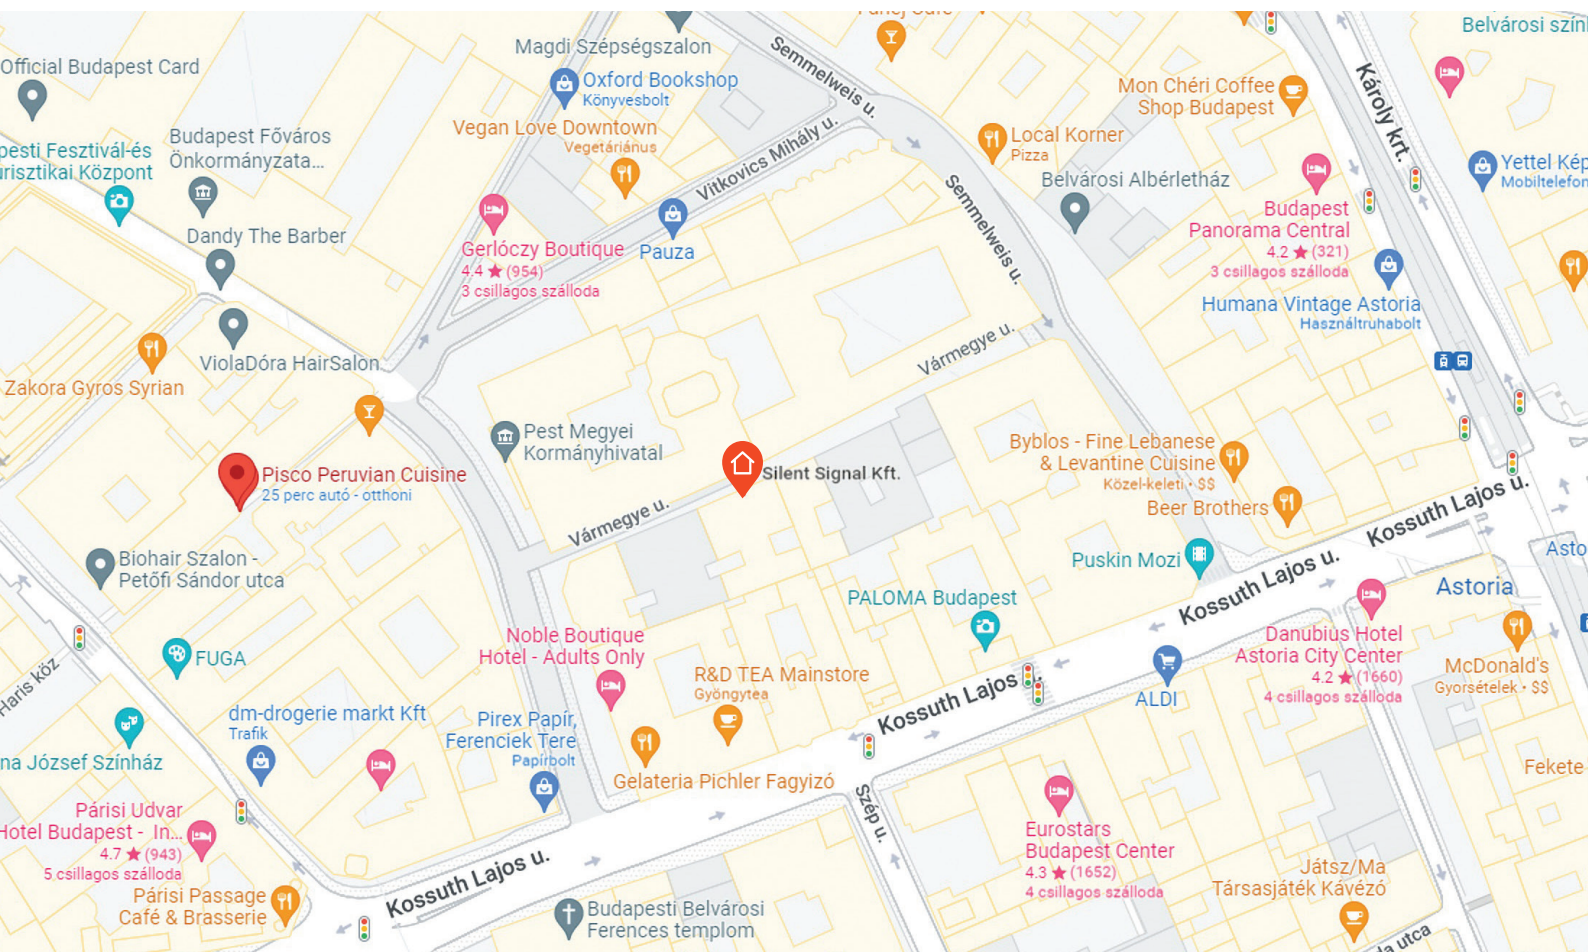 Belvárosi
Magdi Szépségszalon
Semmelweis u.
Official Budapest Card
Oxford Bookshop
Könyvesbolt
Mon Chéri Coffee
Shop Budapest
Károly krt.
Budapest Főváros
Önkormányzata...
Vegan Love Downtown
Vegetáriánus
Vitkovics Mihály u.
Local Korner
Pizza
Yettel
Belvárosi Albérletház
Fesztivál-és
Központ
Dandy The Barber
Gerlóczy Boutique
4.4 ★ (954)
3 csillagos szálloda
Pauza
Semmelweis u.
Budapest
Panorama Central
4.2 ★ (321)
3 csillagos szálloda
Humana Vintage Astoria
Használtruhabolt
ViolaDóra HairSalon
Zakora Gyros Syrian
Vármegye u.
Pest Megyei
Kormányhivatal
Byblos - Fine Lebanese
& Levantine Cuisine
Közel-keleti • $$
Pisco Peruvian Cuisine
25 perc autó - otthoni
Silent Signal Kft.
Beer Brothers
Kossuth Lajos u.
Vármegye u.
Biohair Szalon -
Petőfi Sándor utca
Puskin Mozi
Kossuth Lajos u.
Astoria
PALOMA Budapest
Noble Boutique
Hotel - Adults Only
Danubius Hotel
Astoria City Center
4.2 ★ (1660)
4 csillagos szálloda
FUGA
Haris köz
R&D TEA Mainstore
Gyöngytea
Kossuth Lajos
ALDI
McDonald's
Gyorsételek • $$
dm-drogerie markt Kft
Trafik
Pirex Papír,
Ferenciek Tere
Papírbolt
József Színház
Gelateria Pichler Fagyizó
Fekete
Szép u.
Párisi Udvar
Hotel Budapest - In...
4.7 ★ (943)
5 csillagos szálloda
Eurostars
Budapest Center
4.3 ★ (1652)
4 csillagos szálloda
Kossuth Lajos u.
Párisi Passage
Café & Brasserie
Játsz/Ma
Társasjáték Kávézó
Budapesti Belvárosi
Ferences templom
utca